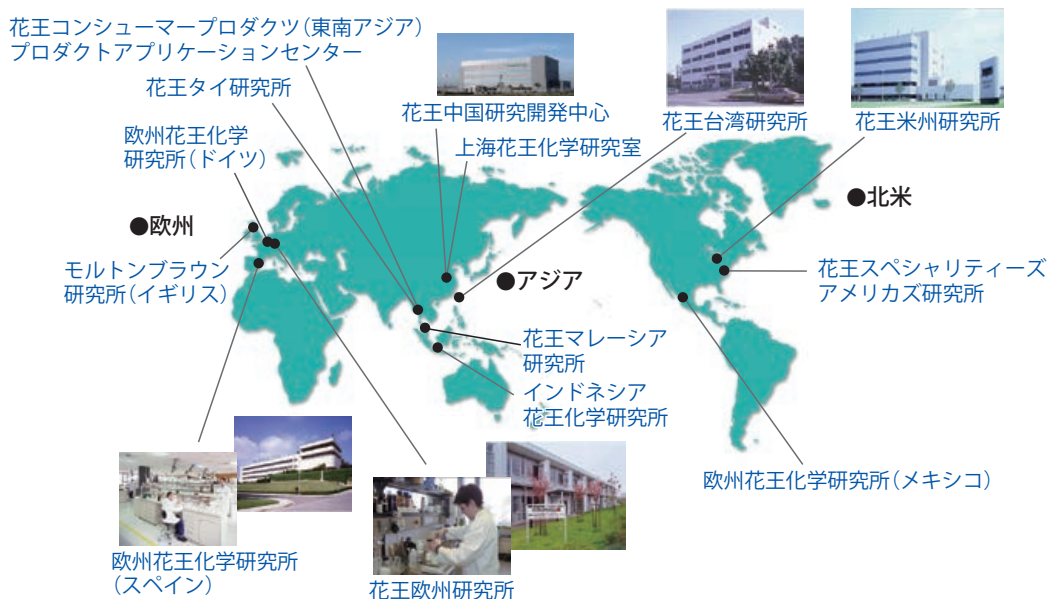 花王コンシューマープロダクツ（東南アジア）
プロダクトアプリケーションセンター
花王タイ研究所
欧州花王化学
研究所（ドイツ）
花王中国研究開発中心
上海花王化学研究室
花王台湾研究所
花王米州研究所
●欧州
●北米
モルトンブラウン
研究所（イギリス）
●アジア
花王スペシャリティーズ
アメリカズ研究所
花王マレーシア
研究所
インドネシア
花王化学研究所
欧州花王化学研究所（メキシコ）
欧州花王化学研究所
（スペイン）
花王欧州研究所